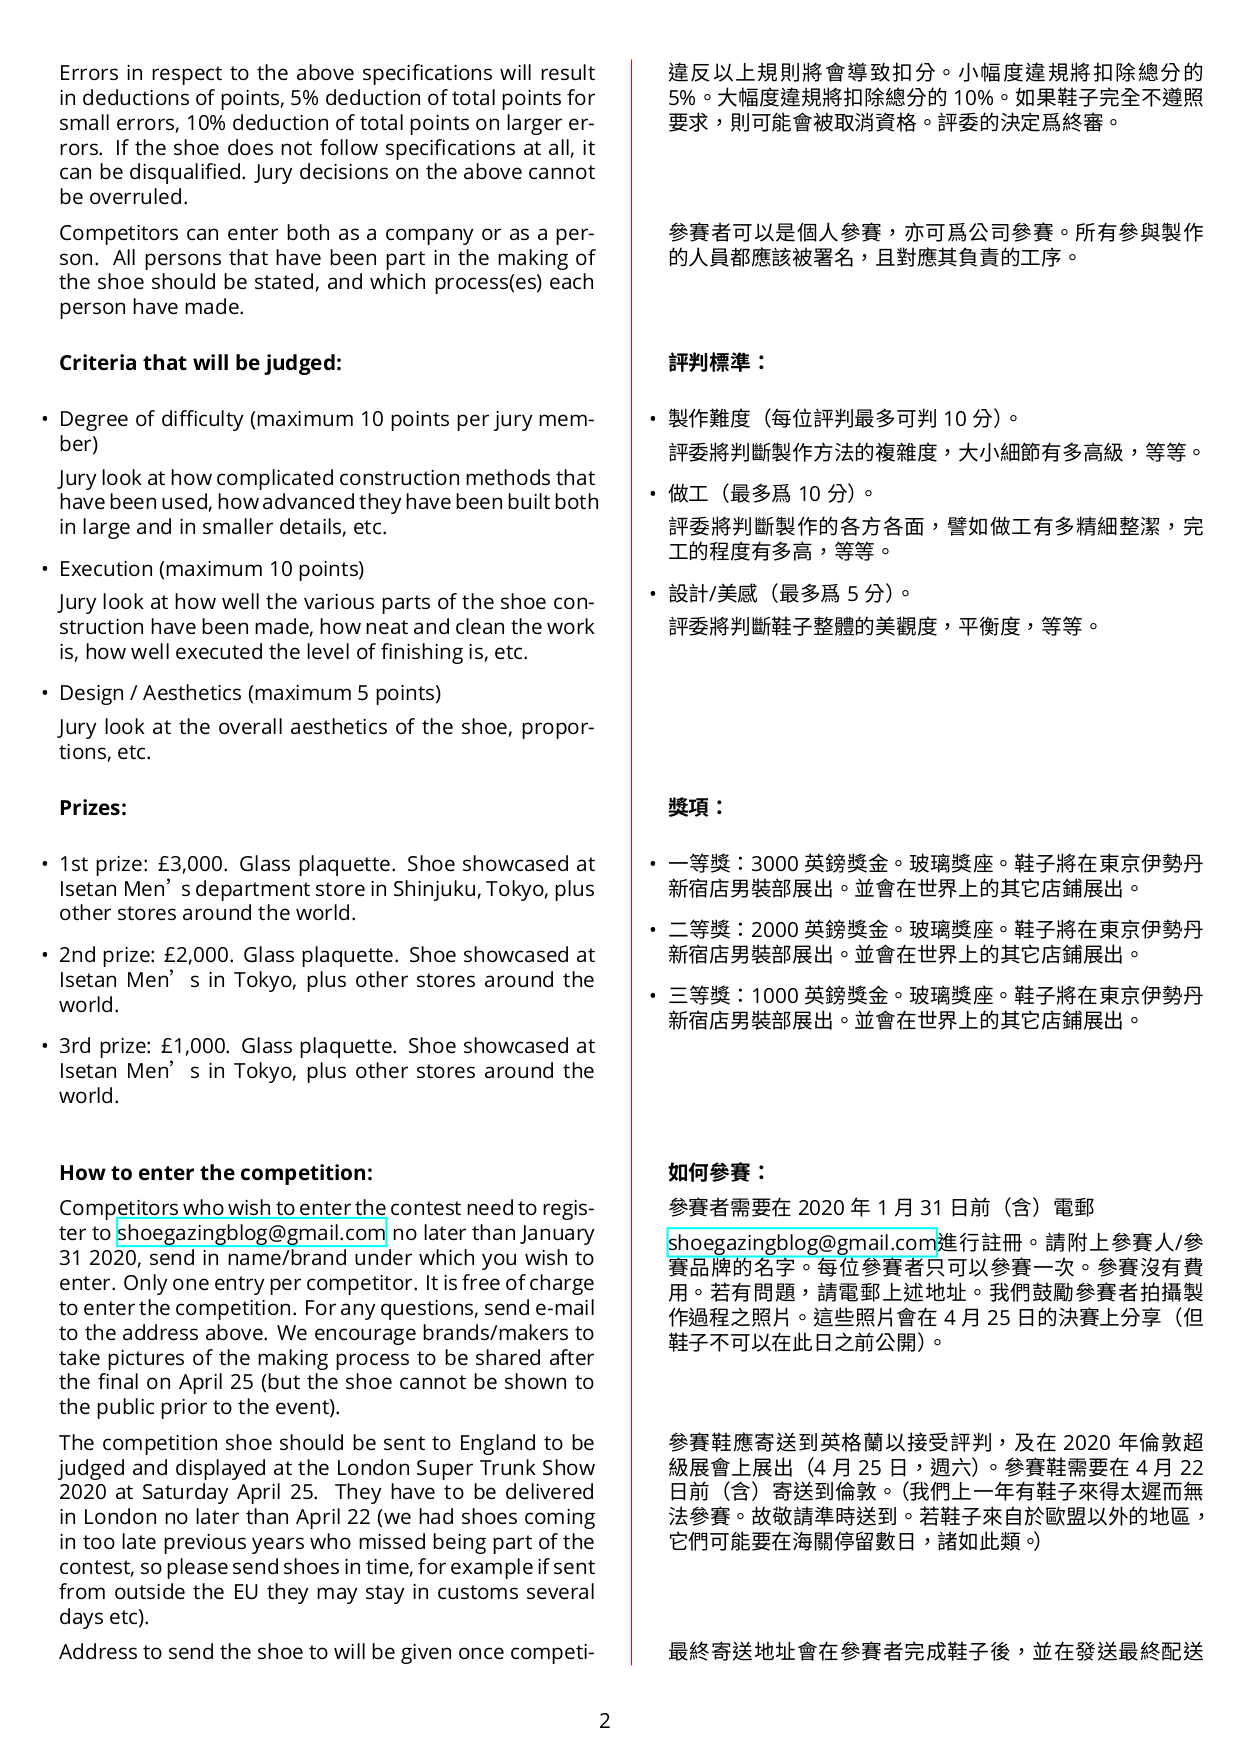 Errors in respect to the above specifications will result
in deductions of points, 5% deduction of total points for
small errors, 10% deduction of total points on larger er-
rors. If the shoe does not follow specifications at all, it
can be disqualified. Jury decisions on the above cannot
be overruled.
Competitors can enter both as a company or as a per-
son. All persons that have been part in the making of
the shoe should be stated, and which process(es) each
person have made.
Criteria that will be judged:
• Degree of difficulty (maximum 10 points per jury mem-
ber)
Jury look at how complicated construction methods that
have been used, how advanced they have been built both
in large and in smaller details, etc.
• Execution (maximum 10 points)
Jury look at how well the various parts of the shoe con-
struction have been made, how neat and clean the work
is, how well executed the level of finishing is, etc.
• Design / Aesthetics (maximum 5 points)
Jury look at the overall aesthetics of the shoe, propor-
tions, etc.
Prizes:
• 1st prize: £3,000. Glass plaquette. Shoe showcased at
Isetan Men’s department store in Shinjuku, Tokyo, plus
other stores around the world.
• 2nd prize: £2,000. Glass plaquette. Shoe showcased at
Isetan Men’s in Tokyo, plus other stores around the
world.
• 3rd prize: £1,000. Glass plaquette. Shoe showcased at
Isetan Men’s in Tokyo, plus other stores around the
world.
How to enter the competition:
Competitors who wish to enter the contest need to regis-
ter to shoegazingblog@gmail.com no later than January
31 2020, send in name/brand under which you wish to
enter. Only one entry per competitor. It is free of charge
to enter the competition. For any questions, send e-mail
to the address above. We encourage brands/makers to
take pictures of the making process to be shared after
the final on April 25 (but the shoe cannot be shown to
the public prior to the event).
The competition shoe should be sent to England to be
judged and displayed at the London Super Trunk Show
2020 at Saturday April 25. They have to be delivered
in London no later than April 22 (we had shoes coming
in too late previous years who missed being part of the
contest, so please send shoes in time, for example if sent
from outside the EU they may stay in customs several
days etc).
Address to send the shoe to will be given once competi-
違反以上規則將會導致扣分。小幅度違規將扣除總分的
5%。大幅度違規將扣除總分的 10%。如果鞋子完全不遵照
要求，則可能會被取消資格。評委的決定爲終審。
參賽者可以是個人參賽，亦可爲公司參賽。所有參與製作
的人員都應該被署名，且對應其負責的工序。
評判標準：
• 製作難度（每位評判最多可判 10 分）。
評委將判斷製作方法的複雜度，大小細節有多高級，等等。
• 做工（最多爲 10 分）。
評委將判斷製作的各方各面，譬如做工有多精細整潔，完
工的程度有多高，等等。
• 設計/美感（最多爲 5 分）。
評委將判斷鞋子整體的美觀度，平衡度，等等。
獎項：
• 一等獎：3000 英鎊獎金。玻璃獎座。鞋子將在東京伊勢丹
新宿店男裝部展出。並會在世界上的其它店鋪展出。
• 二等獎：2000 英鎊獎金。玻璃獎座。鞋子將在東京伊勢丹
新宿店男裝部展出。並會在世界上的其它店鋪展出。
• 三等獎：1000 英鎊獎金。玻璃獎座。鞋子將在東京伊勢丹
新宿店男裝部展出。並會在世界上的其它店鋪展出。
如何參賽：
參賽者需要在 2020 年 1 月 31 日前（含）電郵
shoegazingblog@gmail.com進行註冊。請附上參賽人/參
賽品牌的名字。每位參賽者只可以參賽一次。參賽沒有費
用。若有問題，請電郵上述地址。我們鼓勵參賽者拍攝製
作過程之照片。這些照片會在 4 月 25 日的決賽上分享（但
鞋子不可以在此日之前公開）。
參賽鞋應寄送到英格蘭以接受評判，及在 2020 年倫敦超
級展會上展出（4 月 25 日，週六）。參賽鞋需要在 4 月 22
日前（含）寄送到倫敦。（我們上一年有鞋子來得太遲而無
法參賽。故敬請準時送到。若鞋子來自於歐盟以外的地區，
它們可能要在海關停留數日，諸如此類。）
最終寄送地址會在參賽者完成鞋子後，並在發送最終配送
2